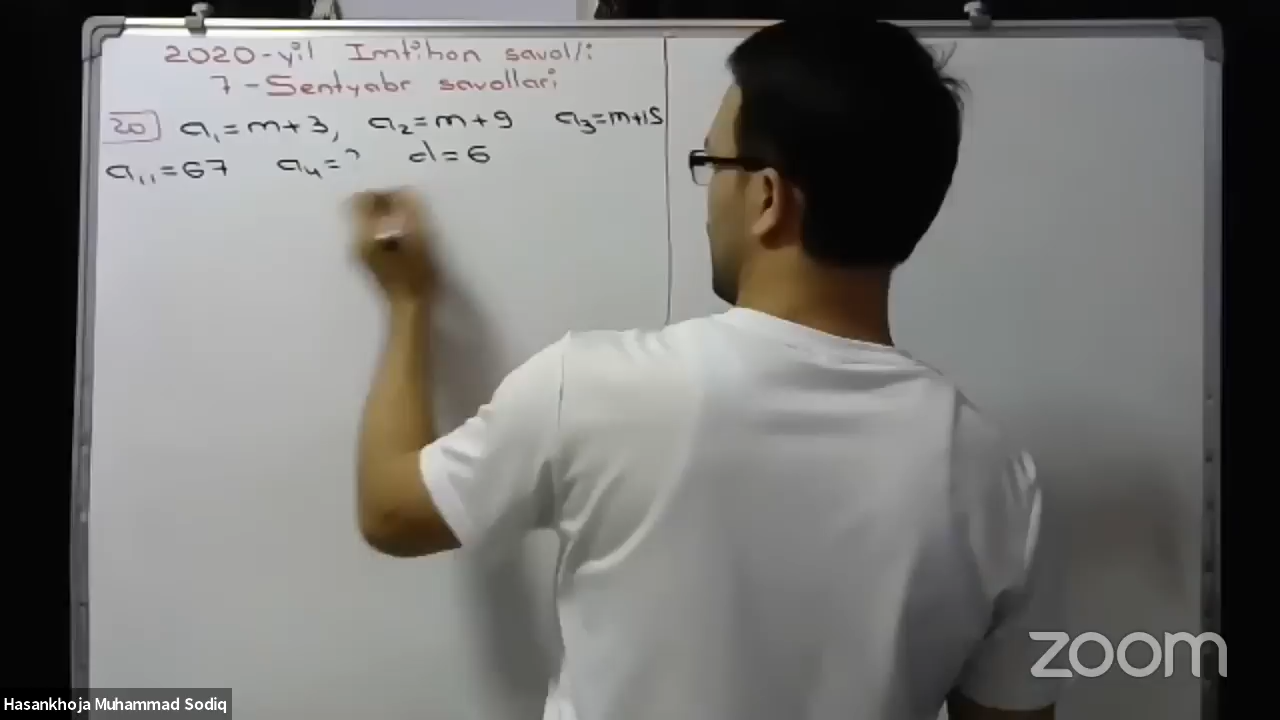 2020-yil Imtihon savol/i
7-Sentyabr savollari
20 a₁=m+3, a₂=m+9 a₃=m+15
a₁₁=67 a₄=? d=6
zoom
Hasankhoja Muhammad Sodiq